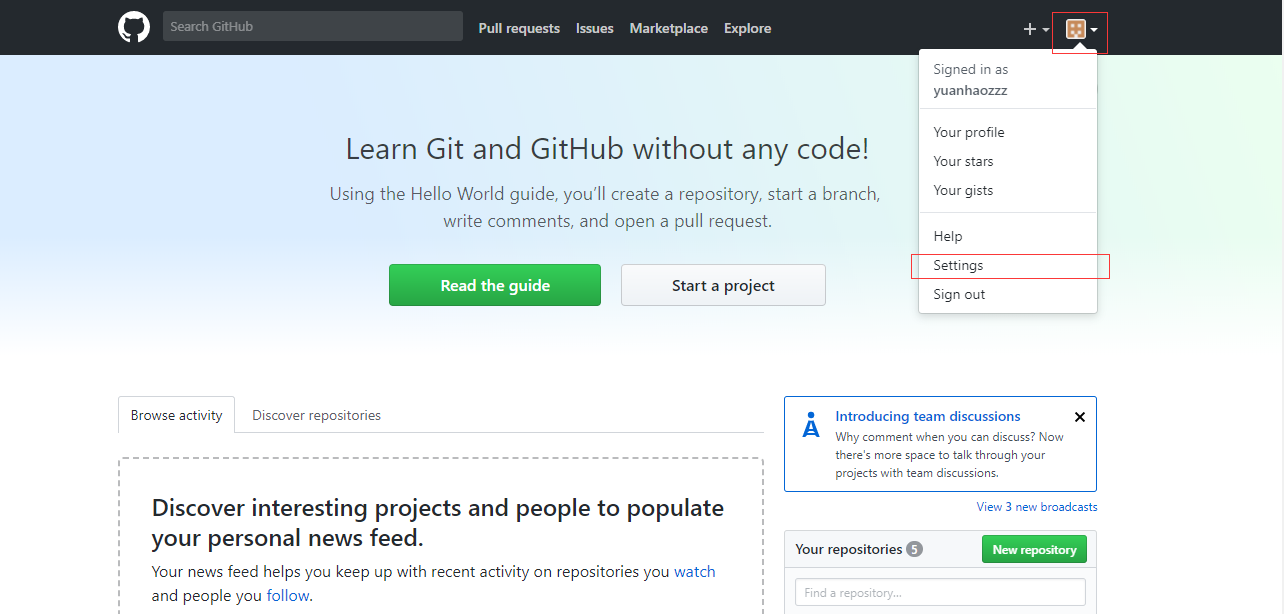 Search GitHub
Pull requests
Issues
Marketplace
Explore
Signed in as
yuanhaozzz
Your profile
Your stars
Your gists
Help
Settings
Sign out
Learn Git and GitHub without any code!
Using the Hello World guide, you’ll create a repository, start a branch,
write comments, and open a pull request.
Read the guide
Start a project
Browse activity
Discover repositories
Discover interesting projects and people to populate
your personal news feed.
Your news feed helps you keep up with recent activity on repositories you watch
and people you follow.
Introducing team discussions
Why comment when you can discuss? Now
there's more space to talk through your
projects with team discussions.
View 3 new broadcasts
Your repositories 5
New repository
Find a repository...